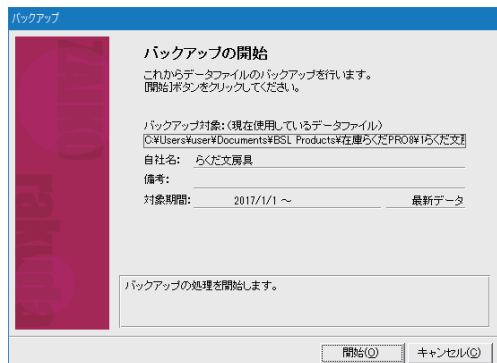 バックアップ
ZAIKO rakuda
バックアップの開始
これからデータファイルのバックアップを行います。
[開始]ボタンをクリックしてください。
バックアップ対象:(現在使用しているデータファイル)
C:¥Users¥user¥Documents¥BSL Products¥在庫らくだPRO8¥1らくだ文
自社名: らくだ文房具
備考:
対象期間: 2017/1/1 ～ 最新データ
バックアップの処理を開始します。
開始(O) キャンセル(C)